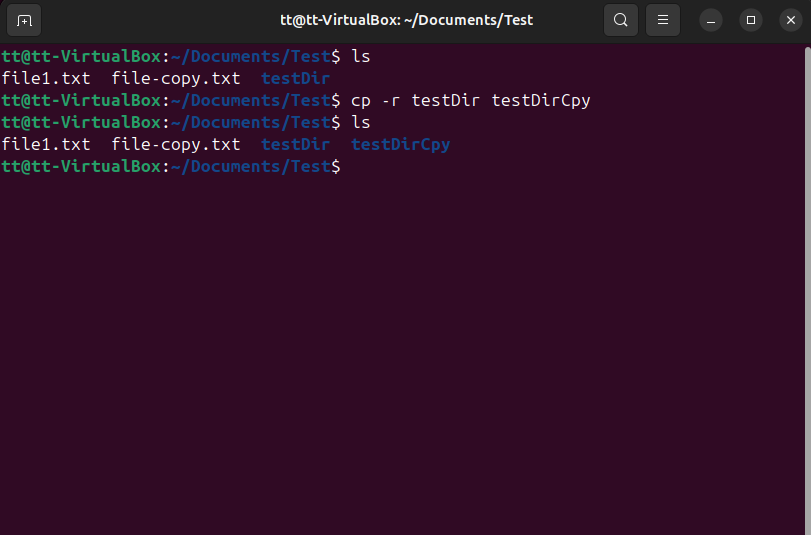 tt@tt-VirtualBox: ~/Documents/Test
tt@tt-VirtualBox:~/Documents/Test$ ls
file1.txt  file-copy.txt  testDir
tt@tt-VirtualBox:~/Documents/Test$ cp -r testDir testDirCpy
tt@tt-VirtualBox:~/Documents/Test$ ls
file1.txt  file-copy.txt  testDir  testDirCpy
tt@tt-VirtualBox:~/Documents/Test$